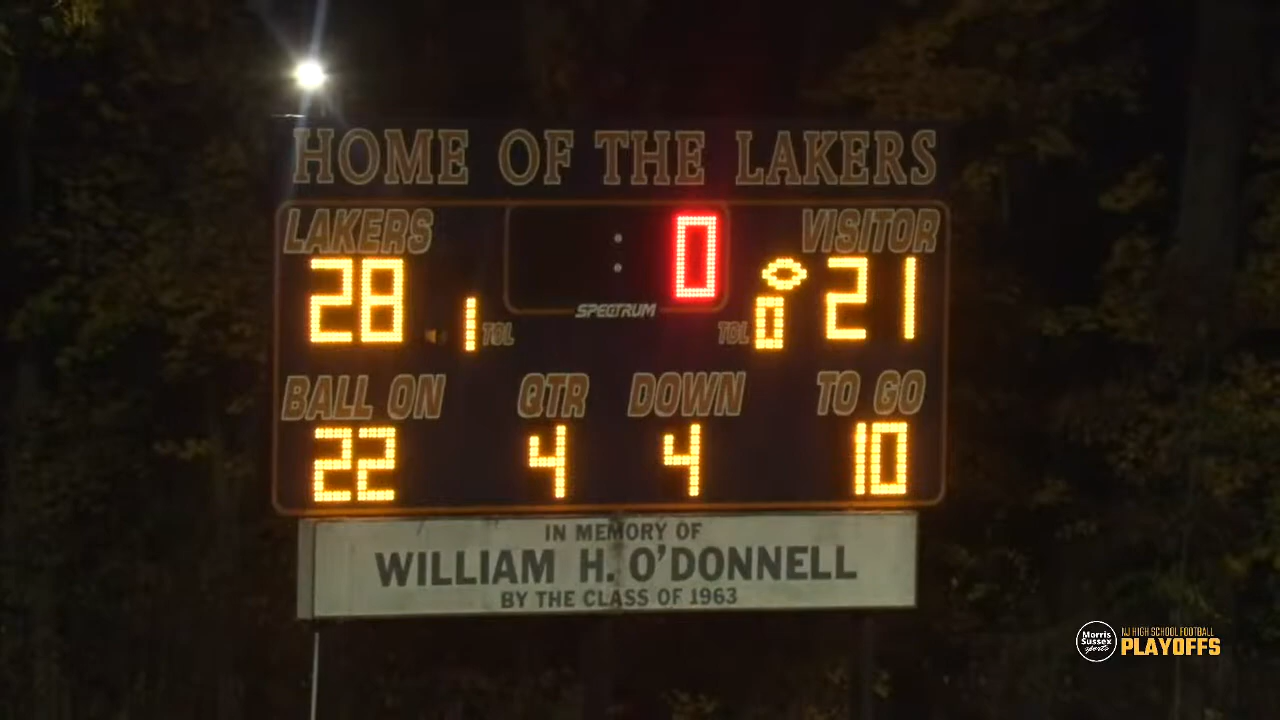 HOME OF THE LAKERS
LAKERS : 0 VISITOR
28 1 TOL SPECTRUM TOL 0 21
BALL ON QTR DOWN TO GO
22 4 4 10
IN MEMORY OF
WILLIAM H. O'DONNELL
BY THE CLASS OF 1963
Morris Sussex sports
NJ HIGH SCHOOL FOOTBALL
PLAYOFFS